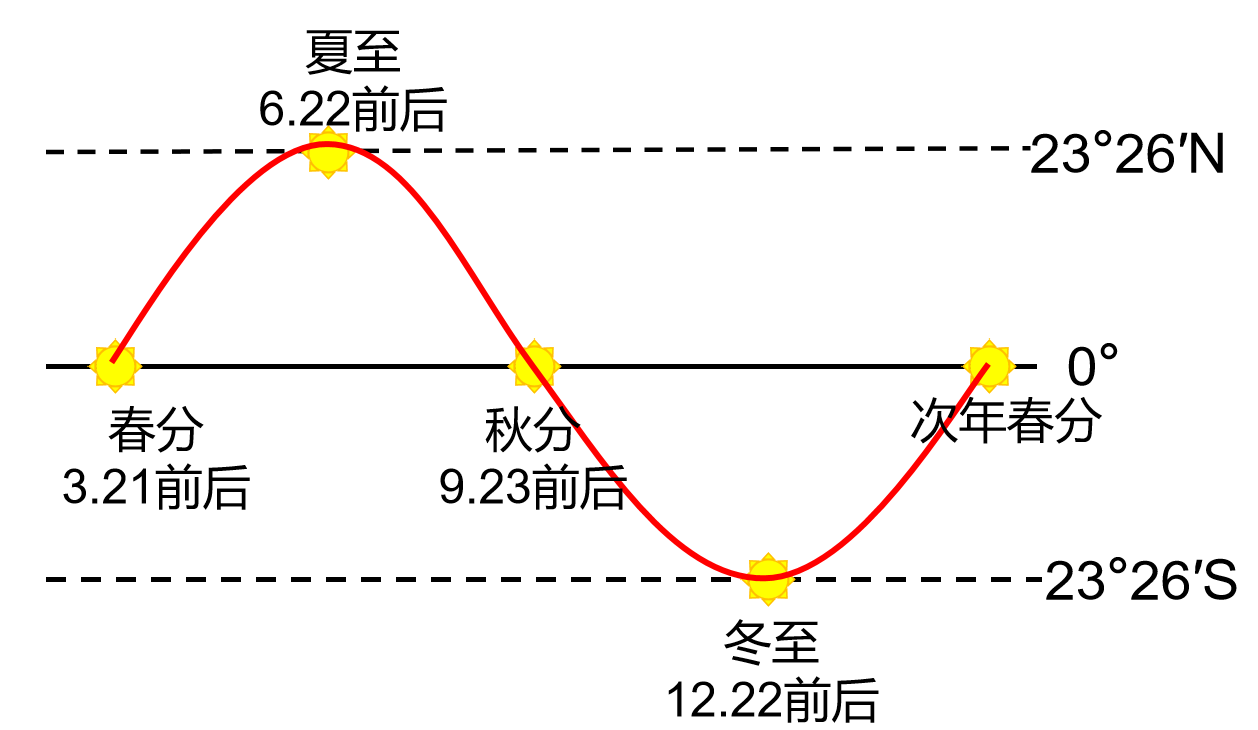 夏至
6.22前后
23°26′N
0°
春分
3.21前后
秋分
9.23前后
次年春分
23°26′S
冬至
12.22前后